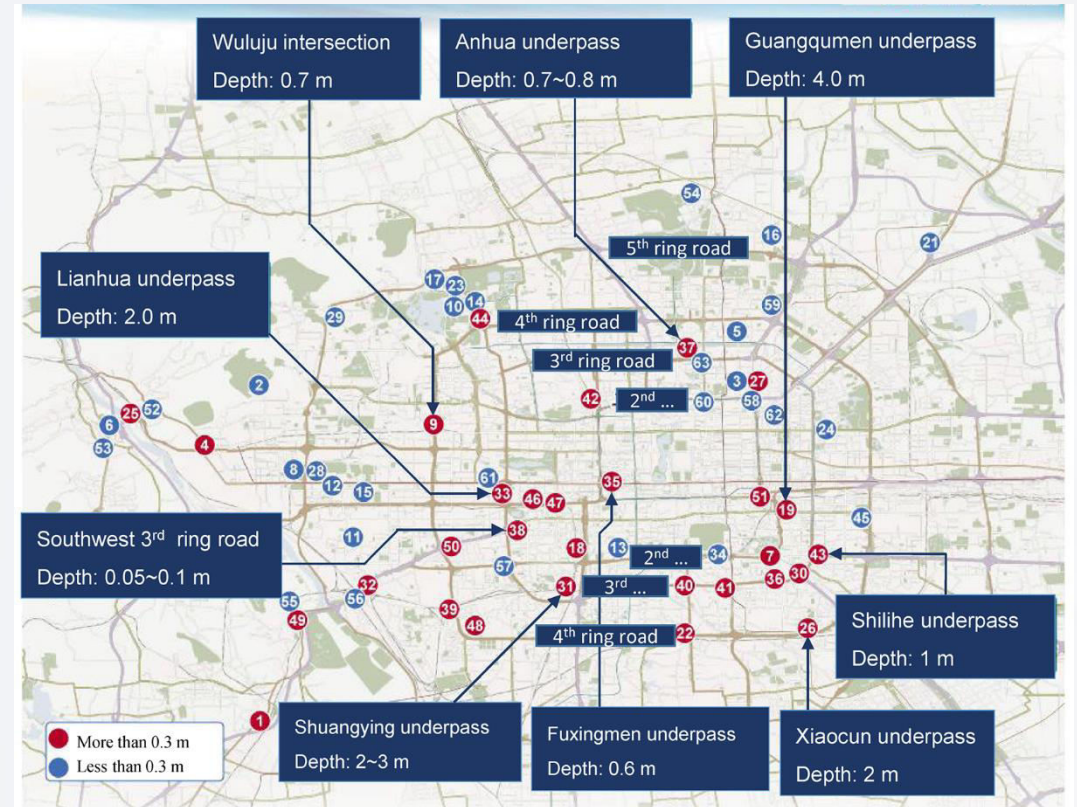 Wuluju intersection
Depth: 0.7 m
Anhua underpass
Depth: 0.7~0.8 m
Guangqumen underpass
Depth: 4.0 m
54
5th ring road
16
21
Lianhua underpass
Depth: 2.0 m
17
23
10
14
44
29
4th ring road
59
5
37
3rd ring road
63
2
3
27
42
2nd ...
60
58
62
25
52
6
53
4
9
24
8
28
12
15
61
33
46
47
35
51
19
45
Southwest 3rd ring road
Depth: 0.05~0.1 m
11
38
50
18
13
2nd ...
34
7
43
57
36
30
32
56
55
49
31
3rd ...
40
41
39
48
4th ring road
22
26
Shilihe underpass
Depth: 1 m
1
Shuangying underpass
Depth: 2~3 m
Fuxingmen underpass
Depth: 0.6 m
Xiaocun underpass
Depth: 2 m
More than 0.3 m
Less than 0.3 m